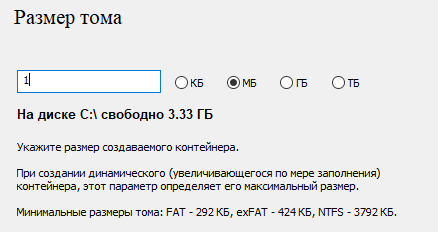 Размер тома
1
КБ МБ ГБ ТБ
На диске C:\ свободно 3.33 ГБ
Укажите размер создаваемого контейнера.
При создании динамического (увеличивающегося по мере заполнения)
контейнера, этот параметр определяет его максимальный размер.
Минимальные размеры тома: FAT - 292 КБ, exFAT - 424 КБ, NTFS - 3792 КБ.